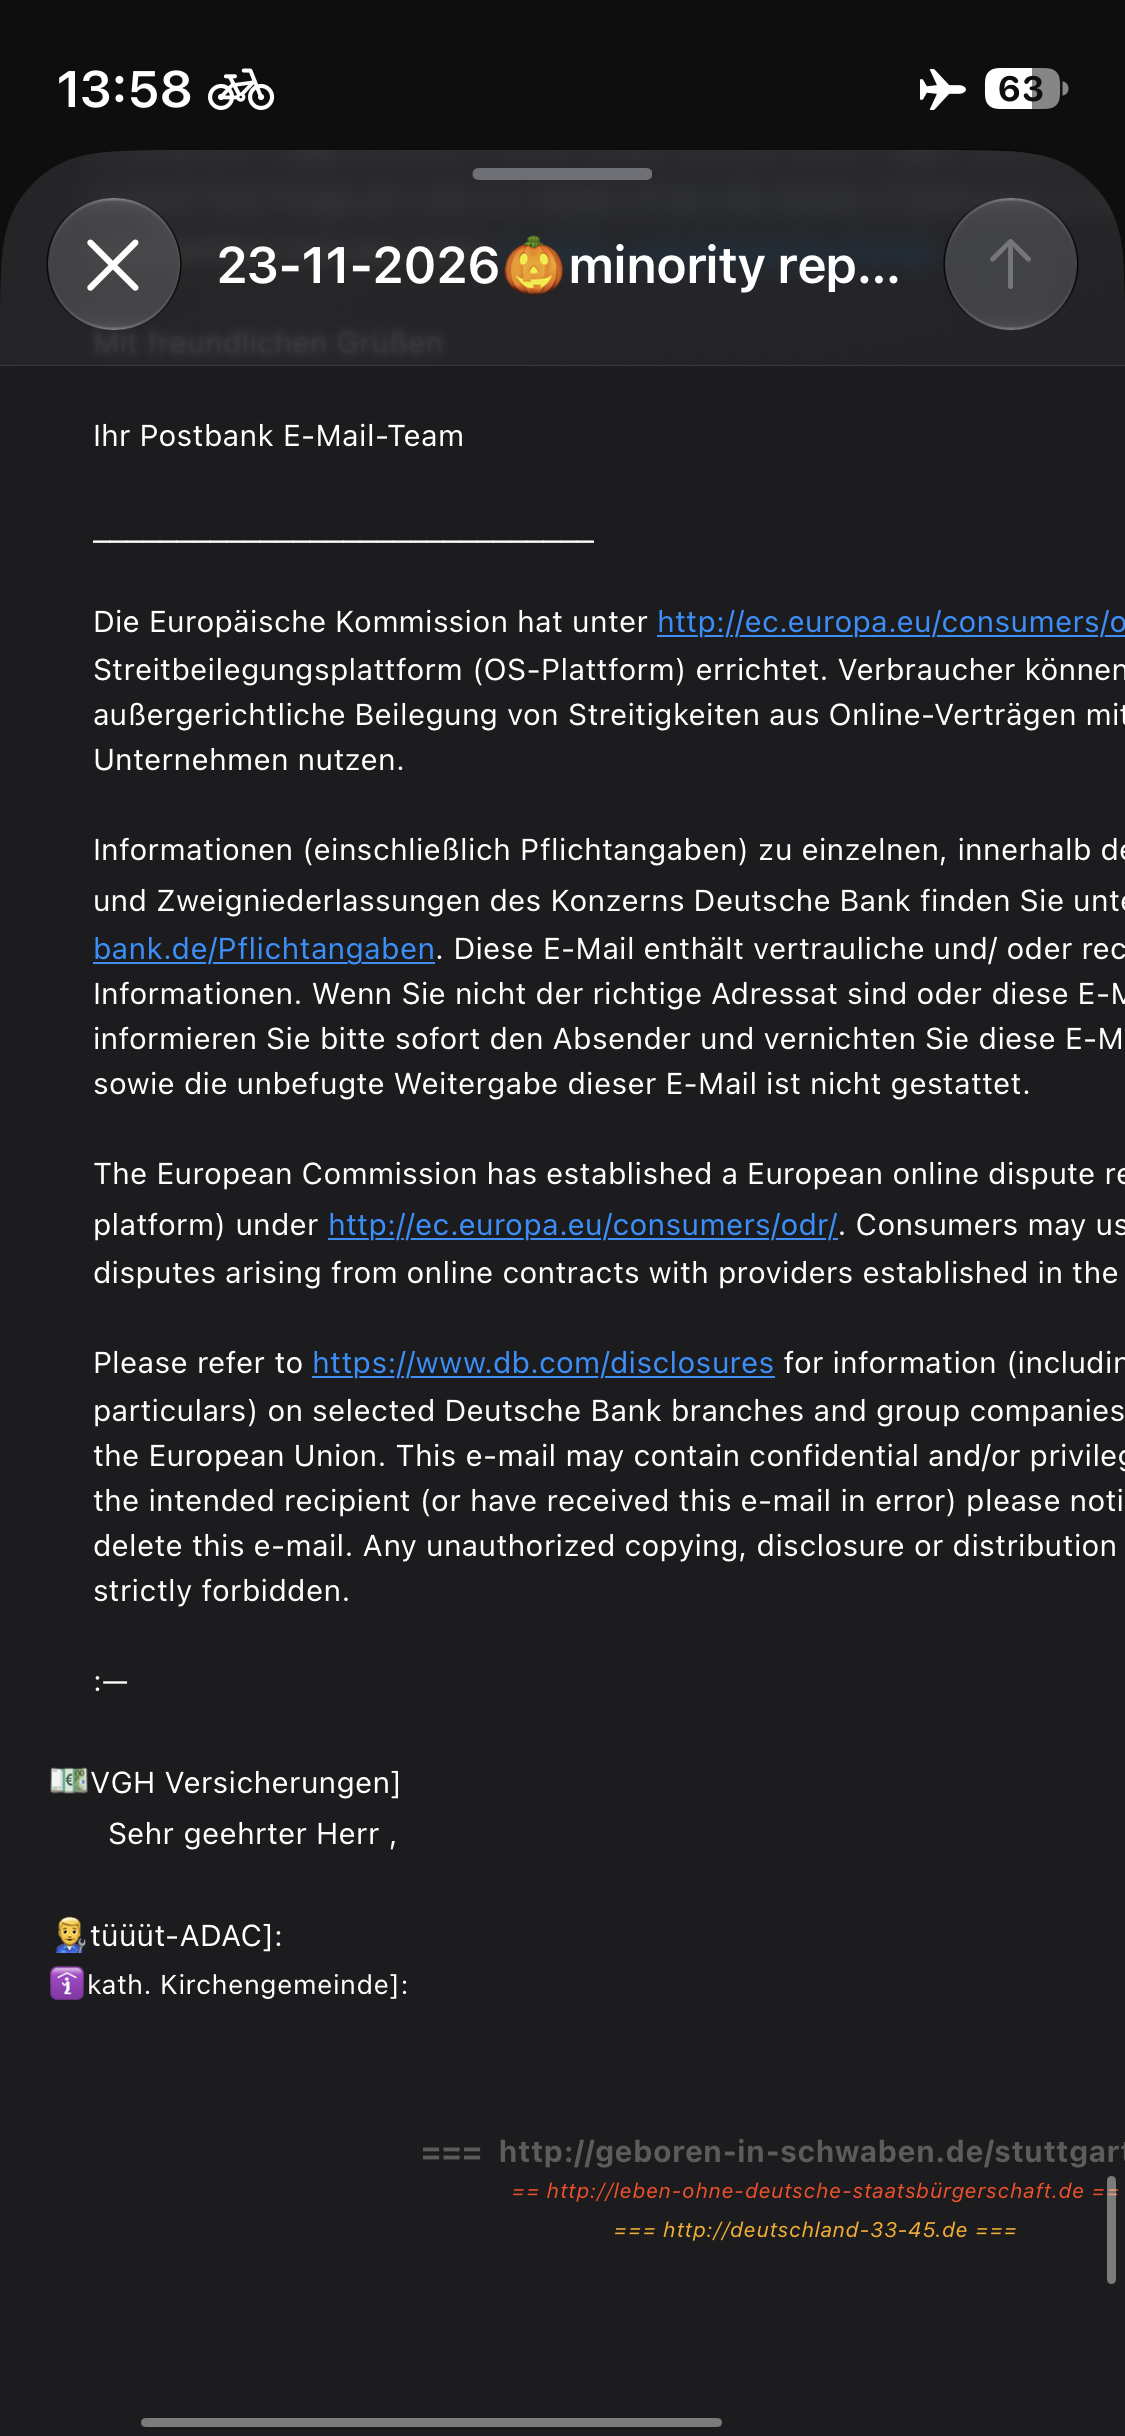 13:58
63
23-11-2026🎃minority rep...
Mit freundlichen Grüßen
Ihr Postbank E-Mail-Team
______________________________
Die Europäische Kommission hat unter http://ec.europa.eu/consumers/o
Streitbeilegungsplattform (OS-Plattform) errichtet. Verbraucher können
außergerichtliche Beilegung von Streitigkeiten aus Online-Verträgen mit
Unternehmen nutzen.
Informationen (einschließlich Pflichtangaben) zu einzelnen, innerhalb de
und Zweigniederlassungen des Konzerns Deutsche Bank finden Sie unte
bank.de/Pflichtangaben. Diese E-Mail enthält vertrauliche und/ oder rec
Informationen. Wenn Sie nicht der richtige Adressat sind oder diese E-M
informieren Sie bitte sofort den Absender und vernichten Sie diese E-M
sowie die unbefugte Weitergabe dieser E-Mail ist nicht gestattet.
The European Commission has established a European online dispute re
platform) under http://ec.europa.eu/consumers/odr/. Consumers may us
disputes arising from online contracts with providers established in the
Please refer to https://www.db.com/disclosures for information (includin
particulars) on selected Deutsche Bank branches and group companies
the European Union. This e-mail may contain confidential and/or privileg
the intended recipient (or have received this e-mail in error) please noti
delete this e-mail. Any unauthorized copying, disclosure or distribution
strictly forbidden.
:—
💶VGH Versicherungen]
Sehr geehrter Herr ,
👨‍🔧tüüüt-ADAC]:
🛐kath. Kirchengemeinde]:
=== http://geboren-in-schwaben.de/stuttgart
== http://leben-ohne-deutsche-staatsbürgerschaft.de ==
=== http://deutschland-33-45.de ===